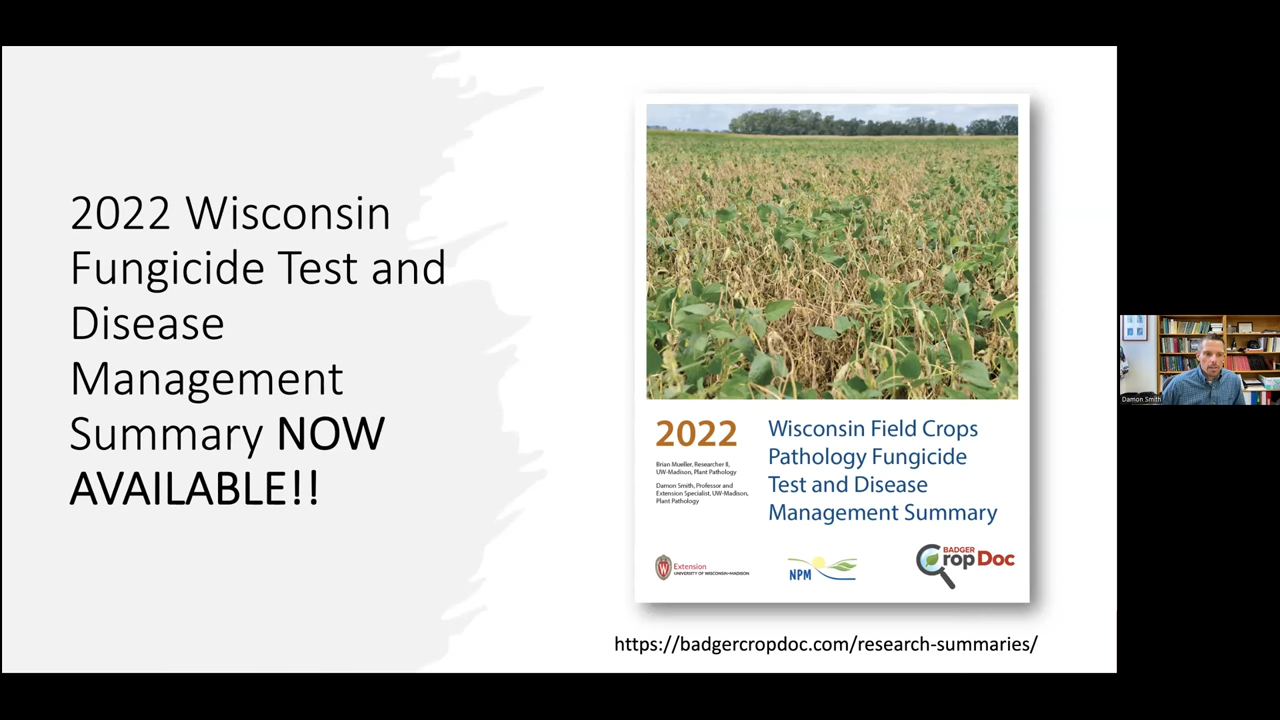 2022 Wisconsin
Fungicide Test and
Disease
Management
Summary NOW
AVAILABLE!!
2022
Brian Mueller, Researcher II,
UW-Madison, Plant Pathology
Damon Smith, Professor and
Extension Specialist, UW-Madison,
Plant Pathology
Wisconsin Field Crops
Pathology Fungicide
Test and Disease
Management Summary
W
Extension
UNIVERSITY OF WISCONSIN-MADISON
NPM
BADGER
CropDoc
https://badgercropdoc.com/research-summaries/
Damon Smith